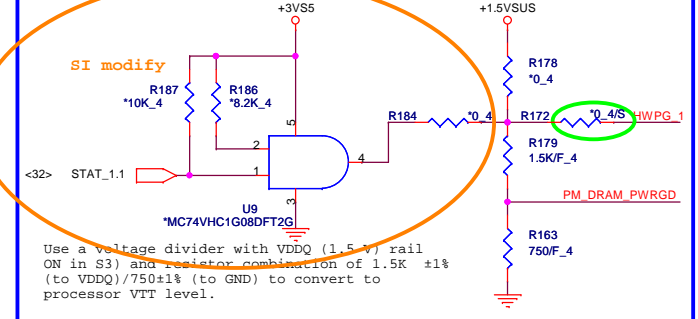 +3VS5
+1.5VSUS
SI modify
R187
*10K_4
R186
*8.2K_4
R178
*0_4
R184
*0_4
R172
*0_4/S
HWPG_1
5
2
1
4
3
<32>
STAT_1.1
U9
*MC74VHC1G08DFT2G
R179
1.5K/F_4
PM_DRAM_PWRGD
R163
750/F_4
Use a voltage divider with VDDQ (1.5 V) rail
ON in S3) and resistor combination of 1.5K ±1%
(to VDDQ)/750±1% (to GND) to convert to
processor VTT level.